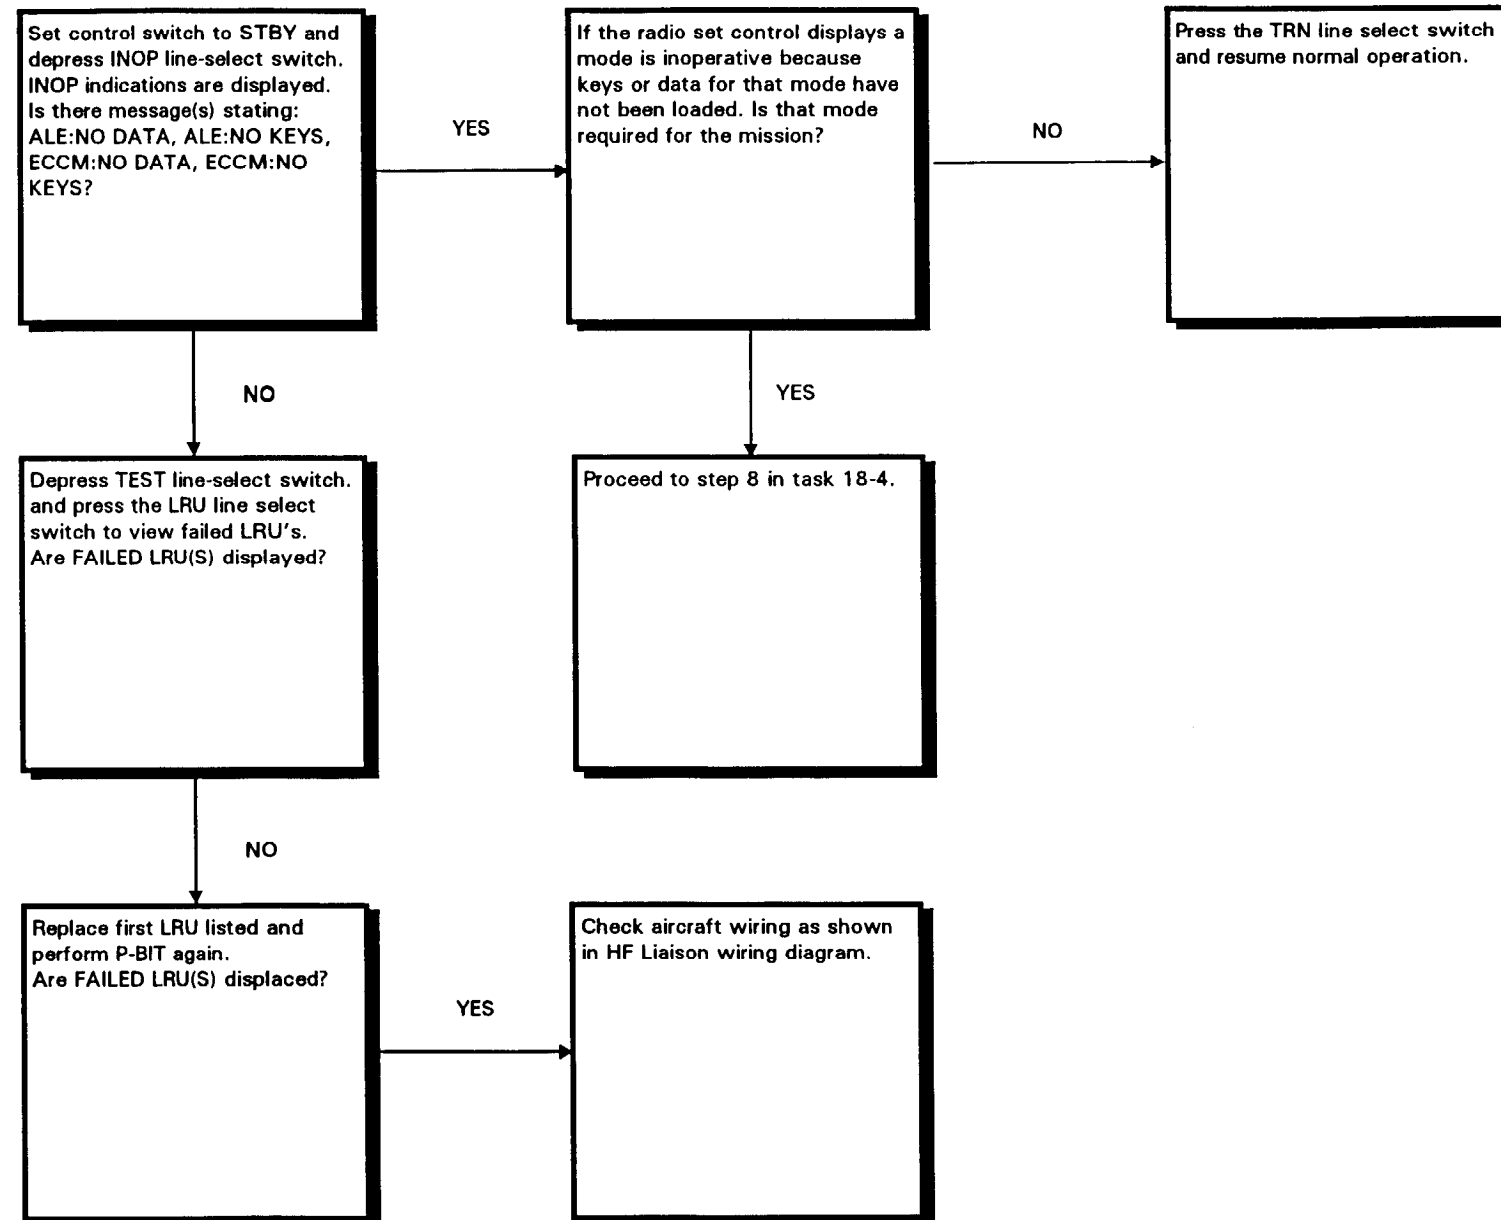 Set control switch to STBY and
depress INOP line-select switch.
INOP indications are displayed.
Is there message(s) stating:
ALE:NO DATA, ALE:NO KEYS,
ECCM:NO DATA, ECCM:NO
KEYS?
YES
If the radio set control displays a
mode is inoperative because
keys or data for that mode have
not been loaded. Is that mode
required for the mission?
NO
Press the TRN line select switch
and resume normal operation.
NO
YES
Depress TEST line-select switch.
and press the LRU line select
switch to view failed LRU's.
Are FAILED LRU(S) displayed?
Proceed to step 8 in task 18-4.
NO
Replace first LRU listed and
perform P-BIT again.
Are FAILED LRU(S) displaced?
YES
Check aircraft wiring as shown
in HF Liaison wiring diagram.